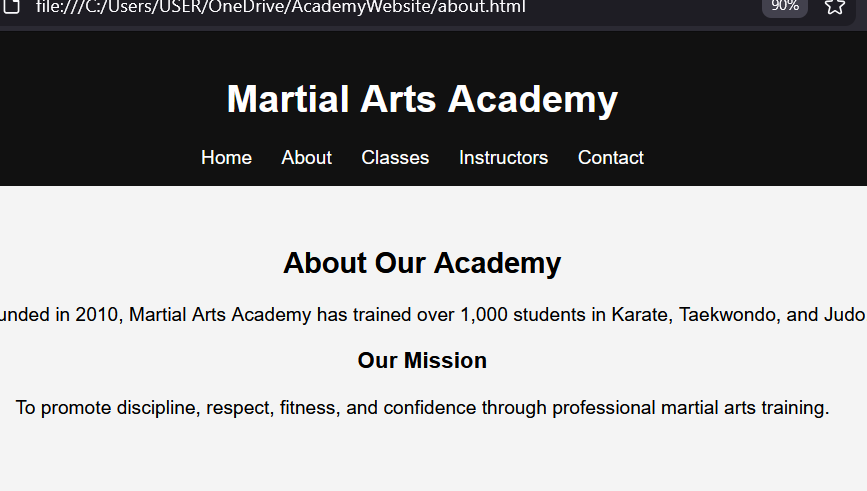 file:///C:/Users/USER/OneDrive/AcademyWebsite/about.html 90%
Martial Arts Academy
Home About Classes Instructors Contact
About Our Academy
unded in 2010, Martial Arts Academy has trained over 1,000 students in Karate, Taekwondo, and Judo
Our Mission
To promote discipline, respect, fitness, and confidence through professional martial arts training.